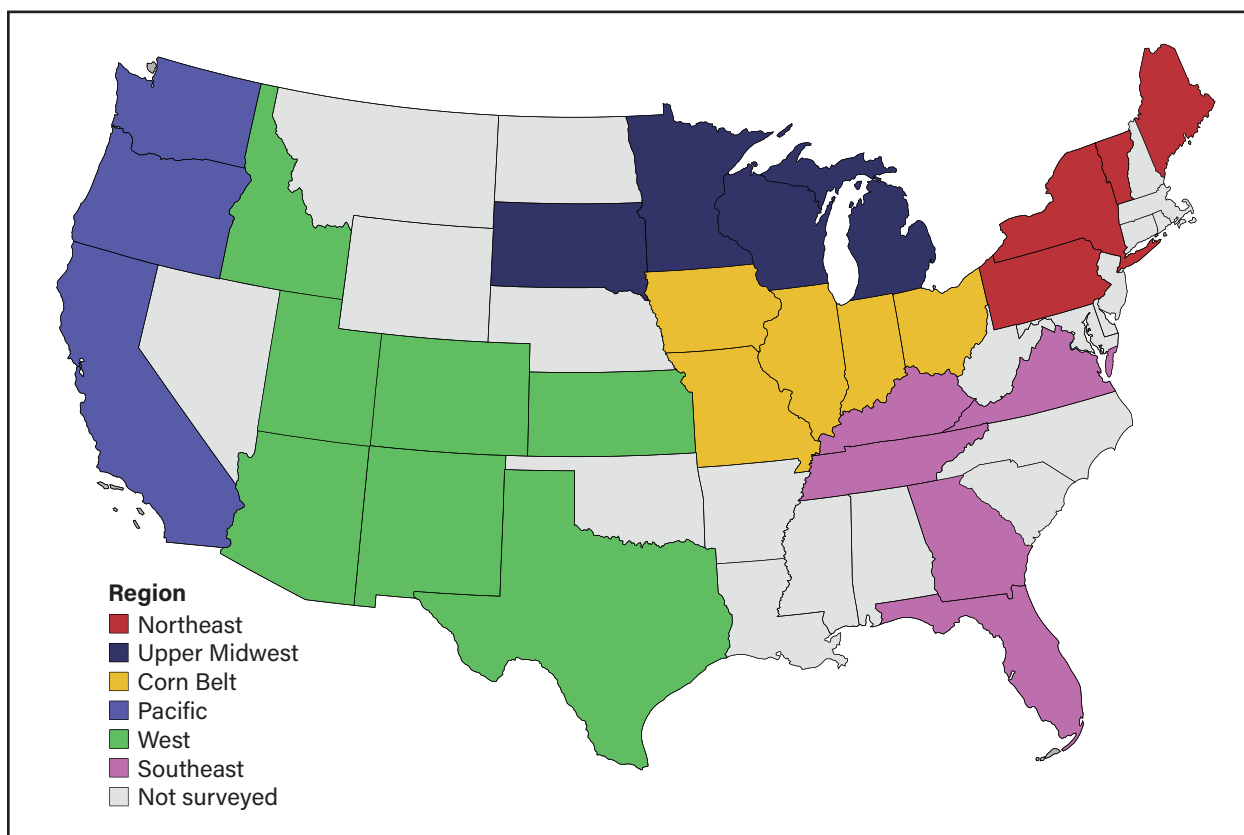 Region
Northeast
Upper Midwest
Corn Belt
Pacific
West
Southeast
Not surveyed